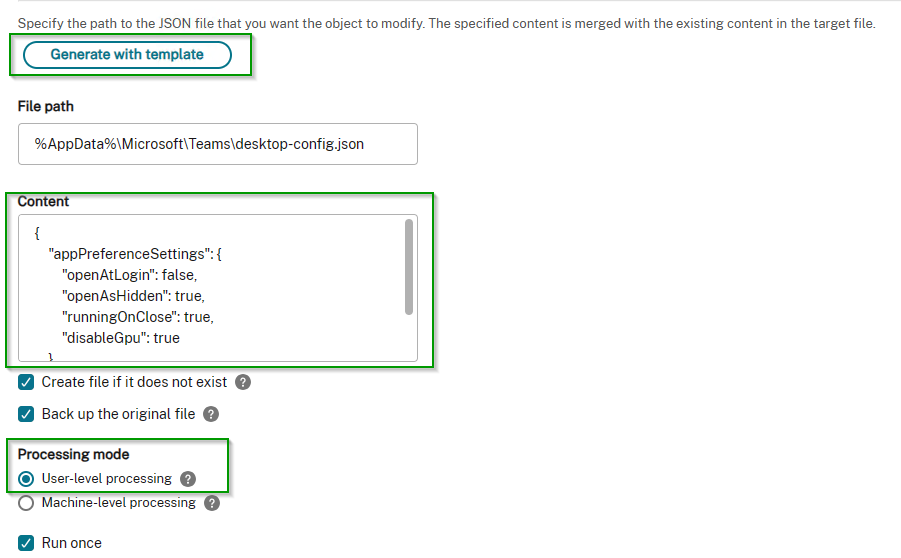 Specify the path to the JSON file that you want the object to modify. The specified content is merged with the existing content in the target file.
Generate with template
File path
%AppData%\Microsoft\Teams\desktop-config.json
Content
{
"appPreferenceSettings": {
"openAtLogin": false,
"openAsHidden": true,
"runningOnClose": true,
"disableGpu": true
}
Create file if it does not exist ?
Back up the original file ?
Processing mode
User-level processing ?
Machine-level processing ?
Run once